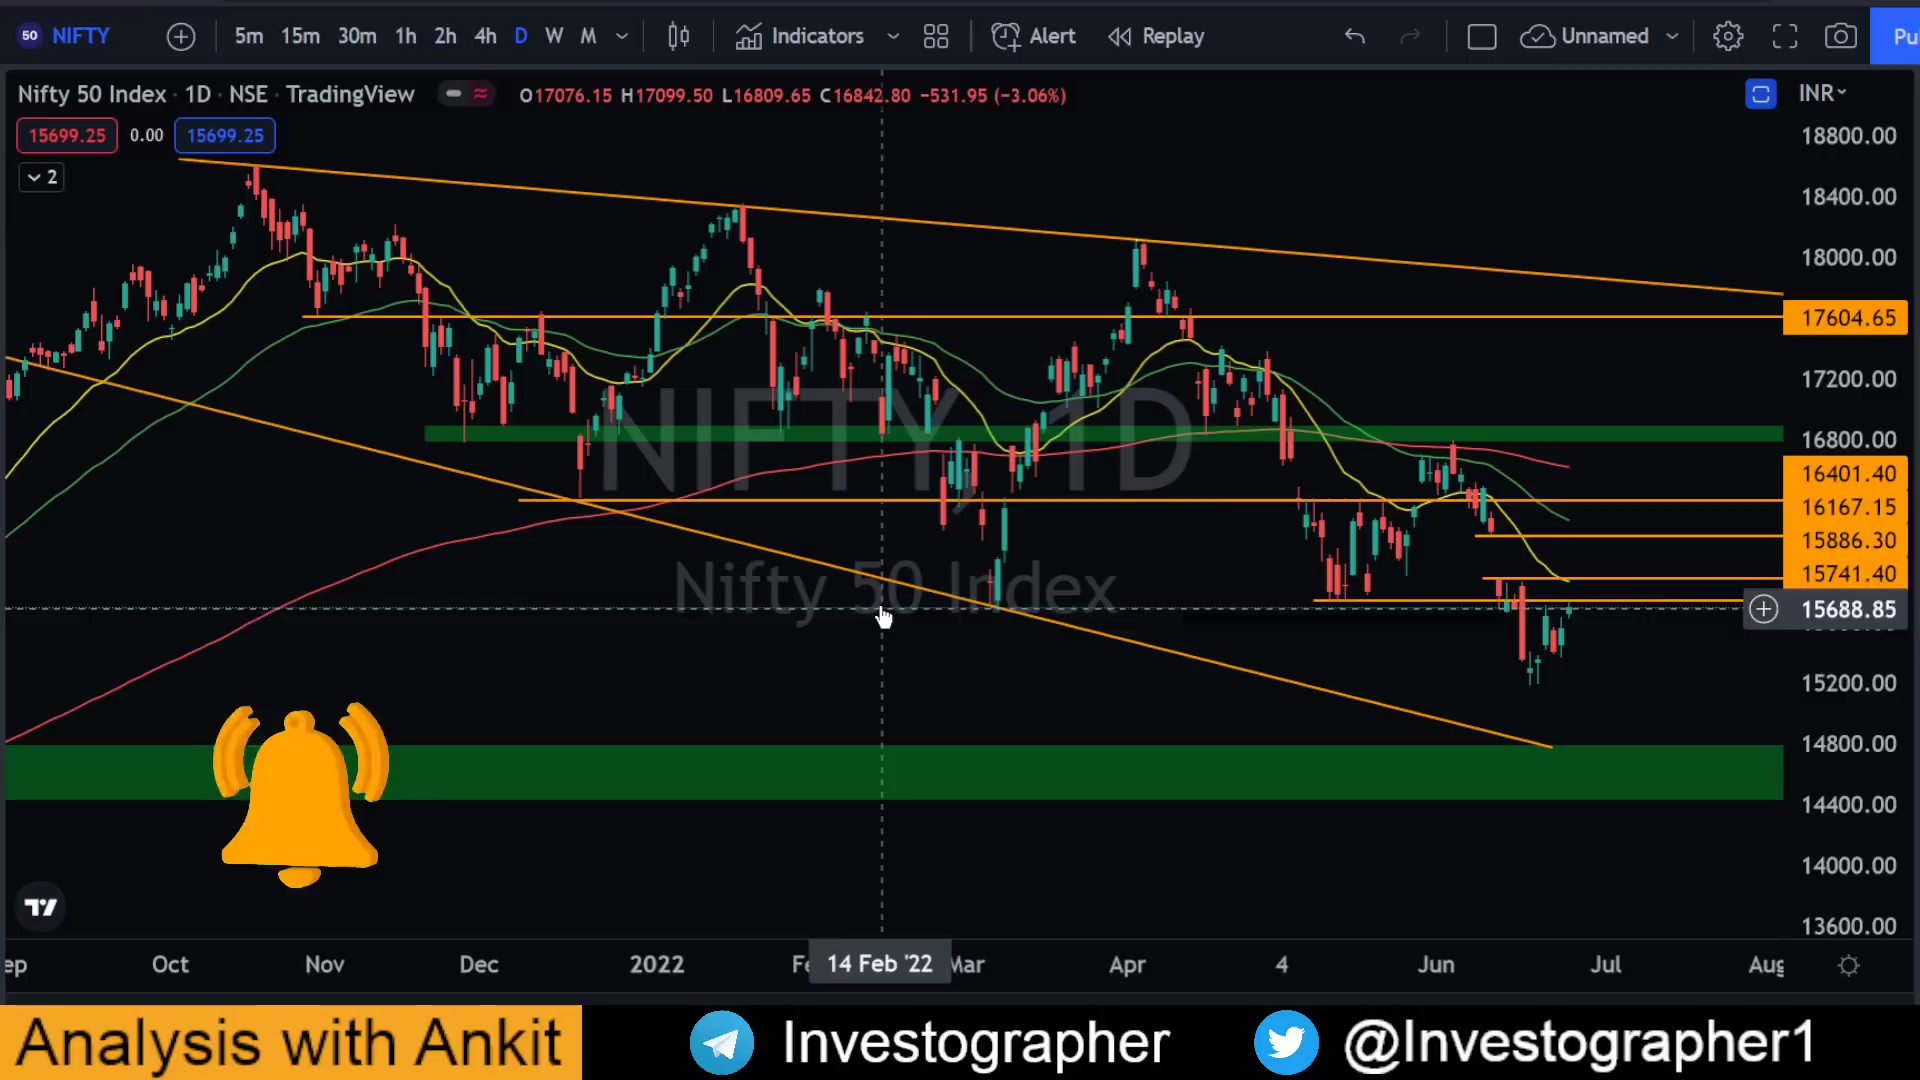 50 NIFTY 5m 15m 30m 1h 2h 4h D W M Indicators Alert Replay Unnamed Pu
Nifty 50 Index · 1D · NSE · TradingView O17076.15 H17099.50 L16809.65 C16842.80 −531.95 (−3.06%) INR
15699.25 0.00 15699.25
2
18800.00
18400.00
18000.00
17604.65
17200.00
16800.00
16401.40
16167.15
15886.30
15741.40
15688.85
15200.00
14800.00
14400.00
14000.00
13600.00
NIFTY, 1D
Nifty 50 Index
ep Oct Nov Dec 2022 Fe 14 Feb '22 Mar Apr 4 Jun Jul Aug
Analysis with Ankit Investographer @Investographer1